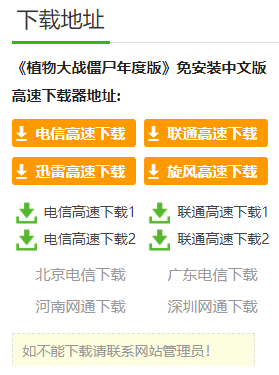 下载地址
《植物大战僵尸年度版》免安装中文版
高速下载器地址:
电信高速下载 联通高速下载
迅雷高速下载 旋风高速下载
电信高速下载1 联通高速下载1
电信高速下载2 联通高速下载2
北京电信下载 广东电信下载
河南网通下载 深圳网通下载
如不能下载请联系网站管理员！